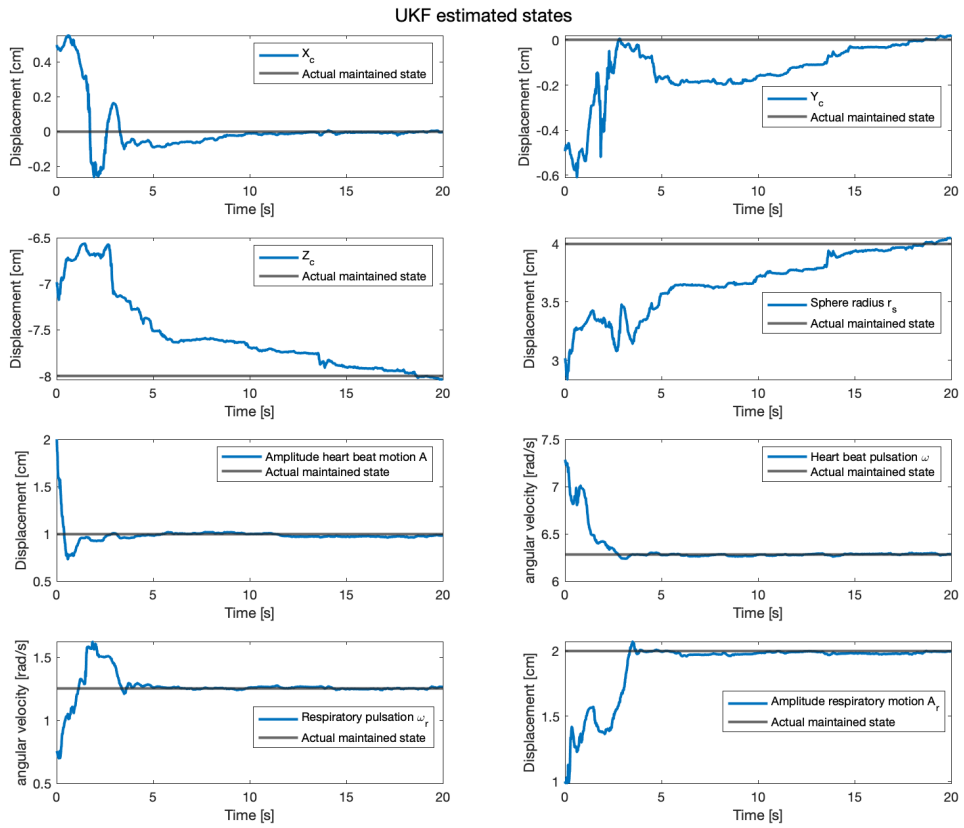 UKF estimated states
Displacement [cm]
0.4
0.2
0
-0.2
X_c
Actual maintained state
0 5 10 15 20
Time [s]
Displacement [cm]
0
-0.2
-0.4
-0.6
Y_c
Actual maintained state
0 5 10 15 20
Time [s]
Displacement [cm]
-6.5
-7
-7.5
-8
Z_c
Actual maintained state
0 5 10 15 20
Time [s]
Displacement [cm]
4
3.5
3
Sphere radius r_s
Actual maintained state
0 5 10 15 20
Time [s]
Displacement [cm]
2
1.5
1
0.5
Amplitude heart beat motion A
Actual maintained state
0 5 10 15 20
Time [s]
angular velocity [rad/s]
7.5
7
6.5
6
Heart beat pulsation ω
Actual maintained state
0 5 10 15 20
Time [s]
angular velocity [rad/s]
1.5
1
0.5
Respiratory pulsation ω_r
Actual maintained state
0 5 10 15 20
Time [s]
Displacement [cm]
2
1.5
1
Amplitude respiratory motion A_r
Actual maintained state
0 5 10 15 20
Time [s]